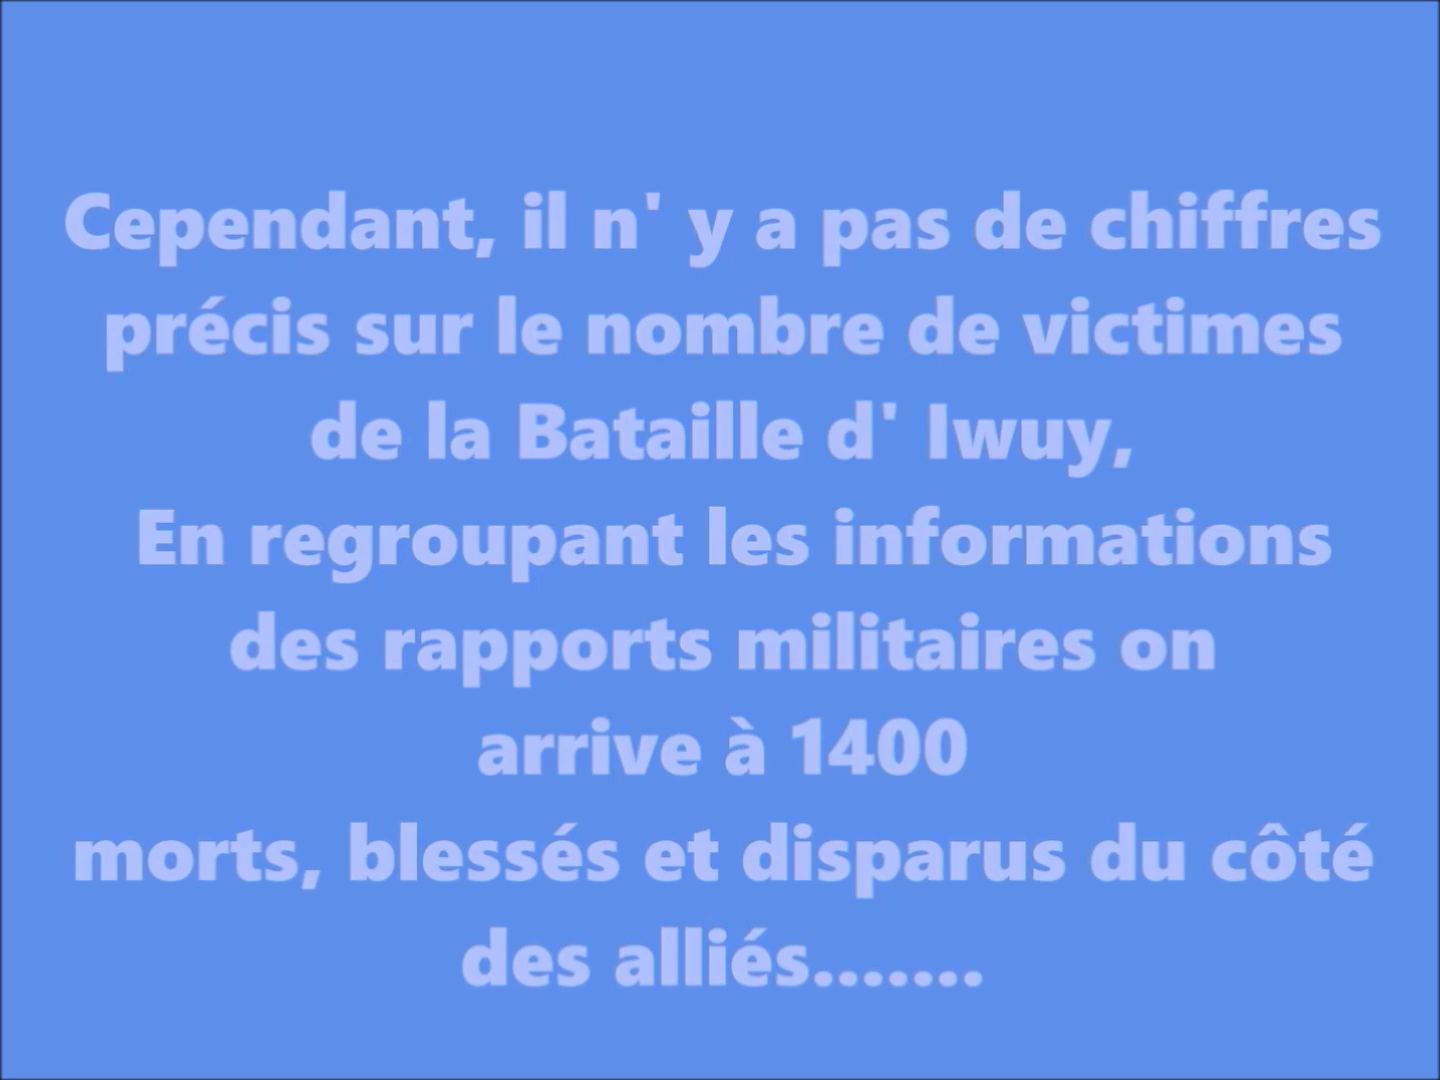 Cependant, il n' y a pas de chiffres
précis sur le nombre de victimes
de la Bataille d' Iwuy,
En regroupant les informations
des rapports militaires on
arrive à 1400
morts, blessés et disparus du côté
des alliés.......